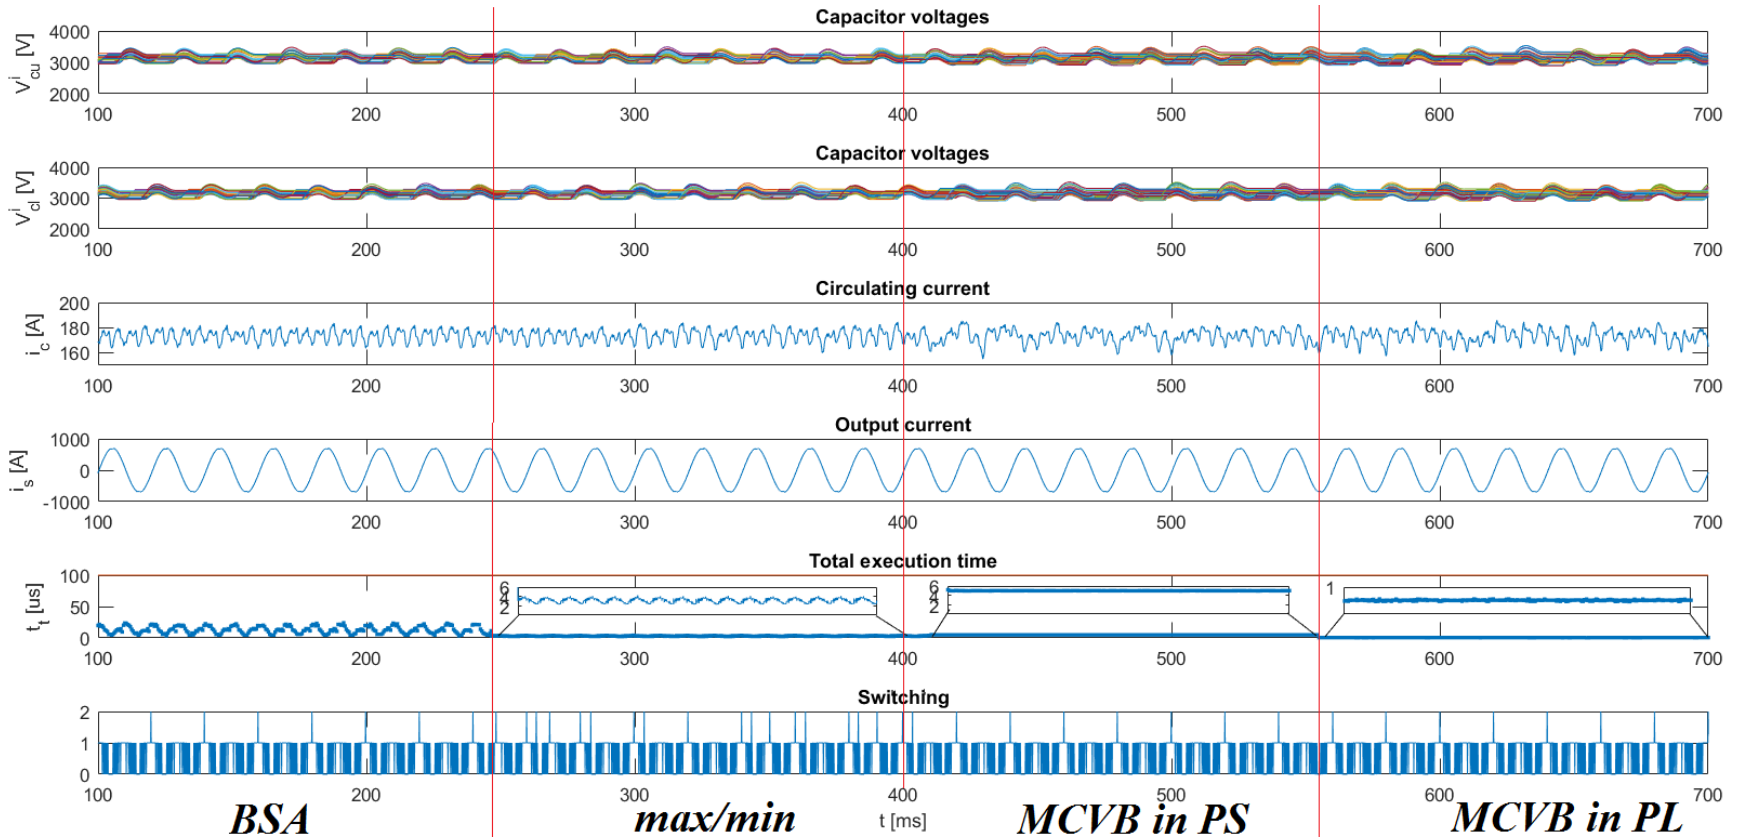 Capacitor voltages
V^i_cu [V]
4000
3000
2000
100 200 300 400 500 600 700
Capacitor voltages
V^i_cl [V]
4000
3000
2000
100 200 300 400 500 600 700
Circulating current
i_c [A]
200
180
160
100 200 300 400 500 600 700
Output current
i_s [A]
1000
0
-1000
100 200 300 400 500 600 700
Total execution time
t_t [us]
100
50
0
6
4
2
6
4
2
1
100 200 300 400 500 600 700
Switching
2
1
0
100 200 300 400 500 600 700
BSA max/min t [ms] MCVB in PS MCVB in PL